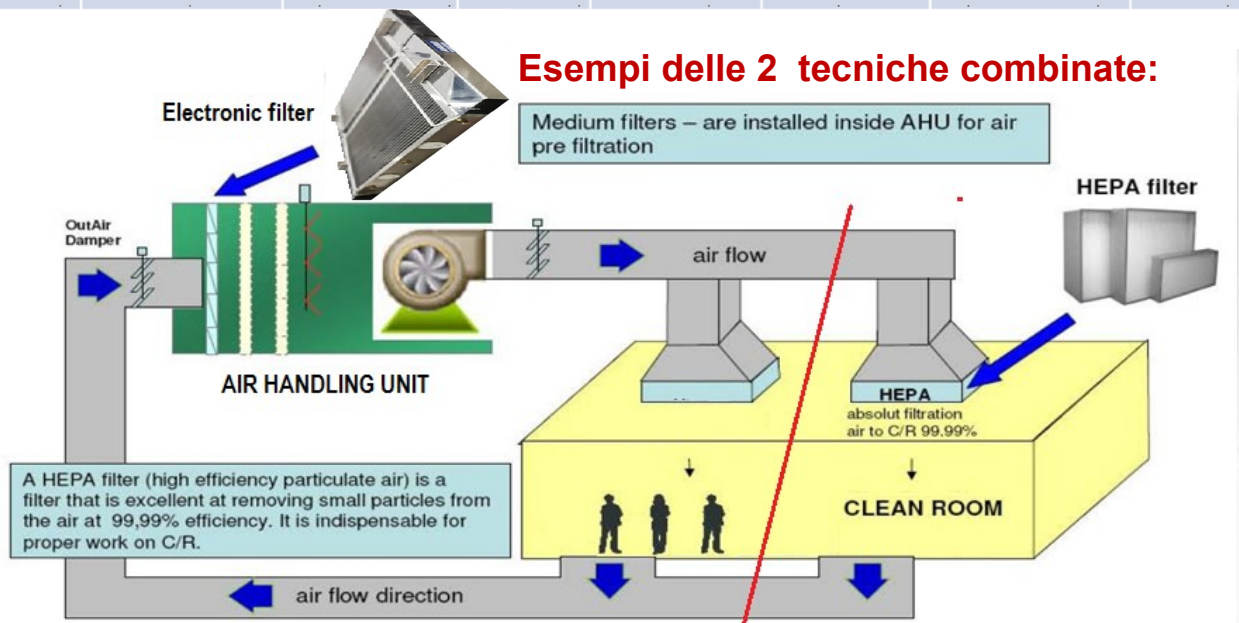 Esempi delle 2 tecniche combinate:
Electronic filter
Medium filters – are installed inside AHU for air
pre filtration
HEPA filter
OutAir
Damper
air flow
AIR HANDLING UNIT
HEPA
absolut filtration
air to C/R 99.99%
A HEPA filter (high efficiency particulate air) is a
filter that is excellent at removing small particles from
the air at 99,99% efficiency. It is indispensable for
proper work on C/R.
CLEAN ROOM
air flow direction